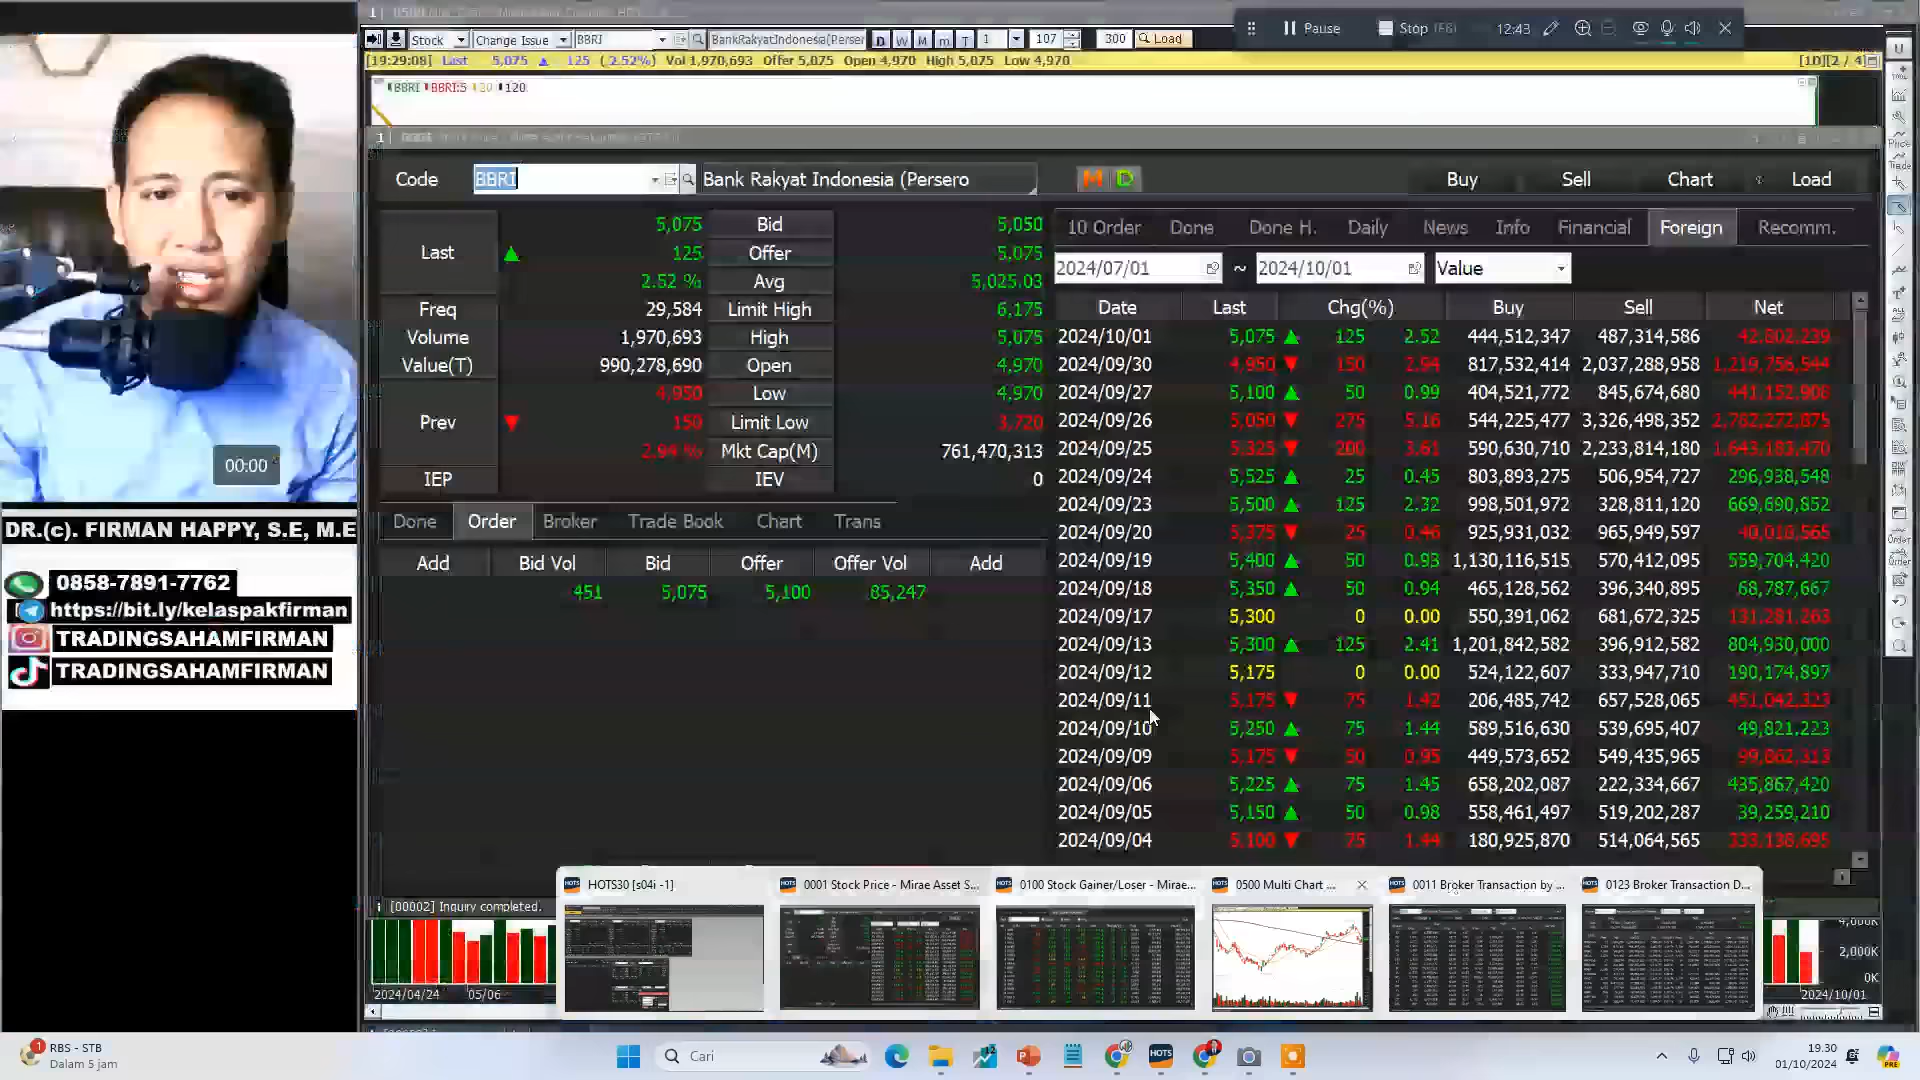 Pause
Stop (F6)
12:43
Stock
Change Issue
BBRI
BankRakyatIndonesia(Perser
D W M m T
1
107
300
Load
[19:29:08] Last 5,075 ▲ 125 ( 2.52%) Vol 1,970,693 Offer 5,075 Open 4,970 High 5,075 Low 4,970
[1D][2 / 4]
BBRI BBRI:5 20 120
Code
BBRI
Bank Rakyat Indonesia (Persero
M D
Buy
Sell
Chart
Load
Last ▲ 5,075
125
2.52 %
Bid 5,050
Offer 5,075
Avg 5,025.03
Freq 29,584 Limit High 6,175
Volume 1,970,693 High 5,075
Value(T) 990,278,690 Open 4,970
Prev ▼ 4,950 Low 4,970
150 Limit Low 3,720
2.94 % Mkt Cap(M) 761,470,313
IEP IEV 0
Done Order Broker Trade Book Chart Trans
Add Bid Vol Bid Offer Offer Vol Add
451 5,075 5,100 85,247
10 Order Done Done H. Daily News Info Financial Foreign Recomm.
2024/07/01 ~ 2024/10/01 Value
Date Last Chg(%) Buy Sell Net
2024/10/01 5,075 ▲ 125 2.52 444,512,347 487,314,586 42,802,239
2024/09/30 4,950 ▼ 150 2.94 817,532,414 2,037,288,958 1,219,756,544
2024/09/27 5,100 ▲ 50 0.99 404,521,772 845,674,680 441,152,908
2024/09/26 5,050 ▼ 275 5.16 544,225,477 3,326,498,352 2,782,272,875
2024/09/25 5,325 ▼ 200 3.61 590,630,710 2,233,814,180 1,643,183,470
2024/09/24 5,525 ▲ 25 0.45 803,893,275 506,954,727 296,938,548
2024/09/23 5,500 ▲ 125 2.32 998,501,972 328,811,120 669,690,852
2024/09/20 5,375 ▼ 25 0.46 925,931,032 965,949,597 40,018,565
2024/09/19 5,400 ▲ 50 0.93 1,130,116,515 570,412,095 559,704,420
2024/09/18 5,350 ▲ 50 0.94 465,128,562 396,340,895 68,787,667
2024/09/17 5,300 0 0.00 550,391,062 681,672,325 131,281,263
2024/09/13 5,300 ▲ 125 2.41 1,201,842,582 396,912,582 804,930,000
2024/09/12 5,175 0 0.00 524,122,607 333,947,710 190,174,897
2024/09/11 5,175 ▼ 75 1.42 206,485,742 657,528,065 451,042,323
2024/09/10 5,250 ▲ 75 1.44 589,516,630 539,695,407 49,821,223
2024/09/09 5,175 ▼ 50 0.95 449,573,652 549,435,965 99,862,313
2024/09/06 5,225 ▲ 75 1.45 658,202,087 222,334,667 435,867,420
2024/09/05 5,150 ▲ 50 0.98 558,461,497 519,202,287 39,259,210
2024/09/04 5,100 ▼ 75 1.44 180,925,870 514,064,565 333,138,695
00:00
DR.(c). FIRMAN HAPPY, S.E, M.E
0858-7891-7762
https://bit.ly/kelaspakfirman
TRADINGSAHAMFIRMAN
TRADINGSAHAMFIRMAN
[00002] Inquiry completed.
HOTS30 [s04i -1]
0001 Stock Price - Mirae Asset S...
0100 Stock Gainer/Loser - Mirae...
0500 Multi Chart ...
0011 Broker Transaction by ...
0123 Broker Transaction D...
4,000K
2,000K
0K
2024/04/24
05/06
2024/10/01
RBS - STB
Dalam 5 jam
Cari
HOTS
19.30
01/10/2024